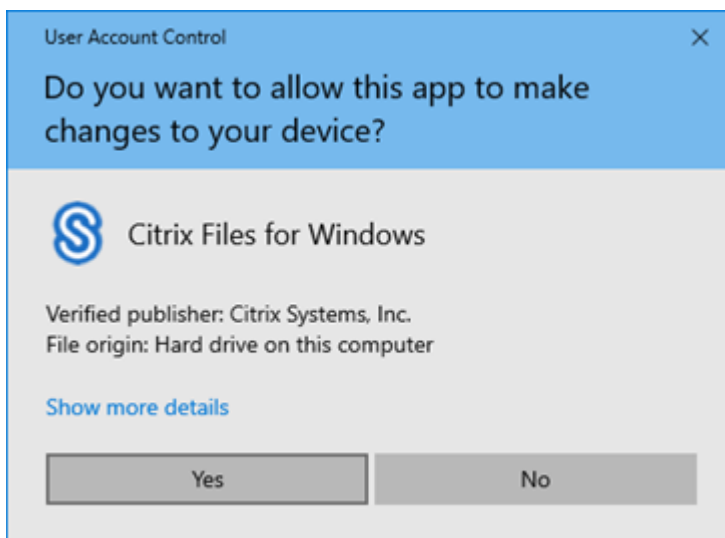 User Account Control
Do you want to allow this app to make
changes to your device?
Citrix Files for Windows
Verified publisher: Citrix Systems, Inc.
File origin: Hard drive on this computer
Show more details
Yes
No